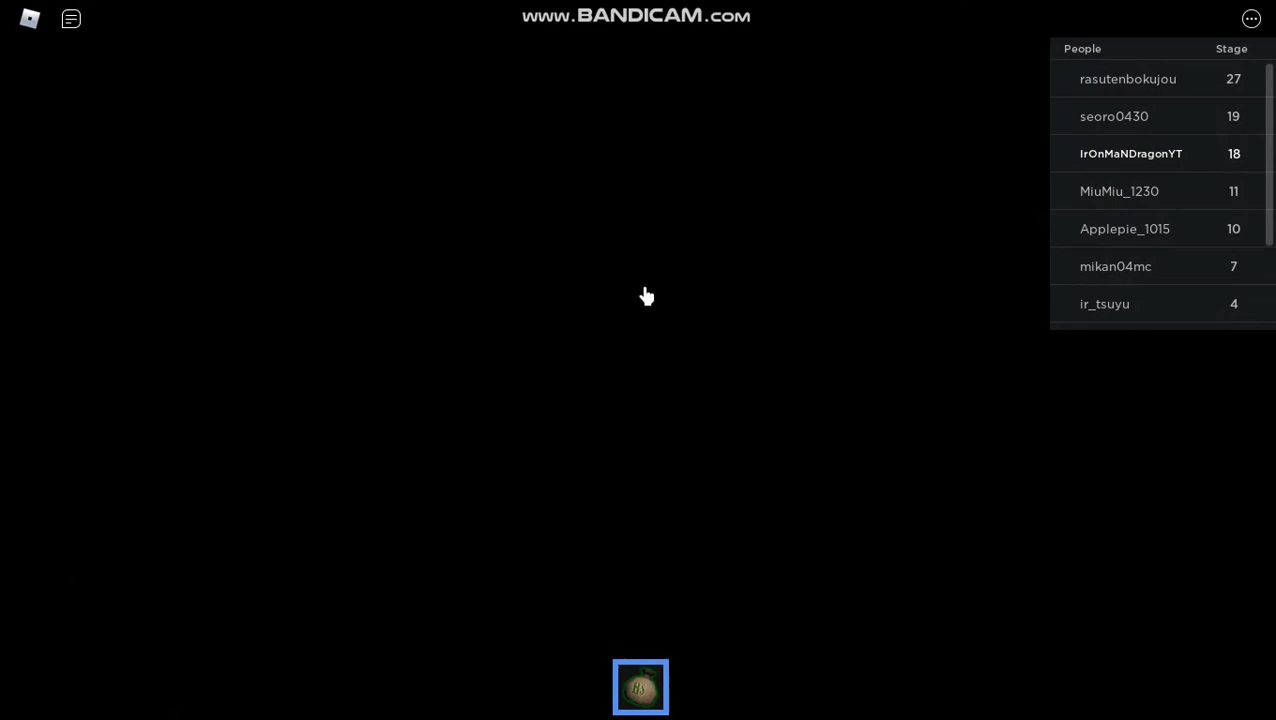 www.BANDICAM.com
People Stage
rasutenbokujou 27
seoro0430 19
IrOnMaNDragonYT 18
MiuMiu_1230 11
Applepie_1015 10
mikan04mc 7
ir_tsuyu 4